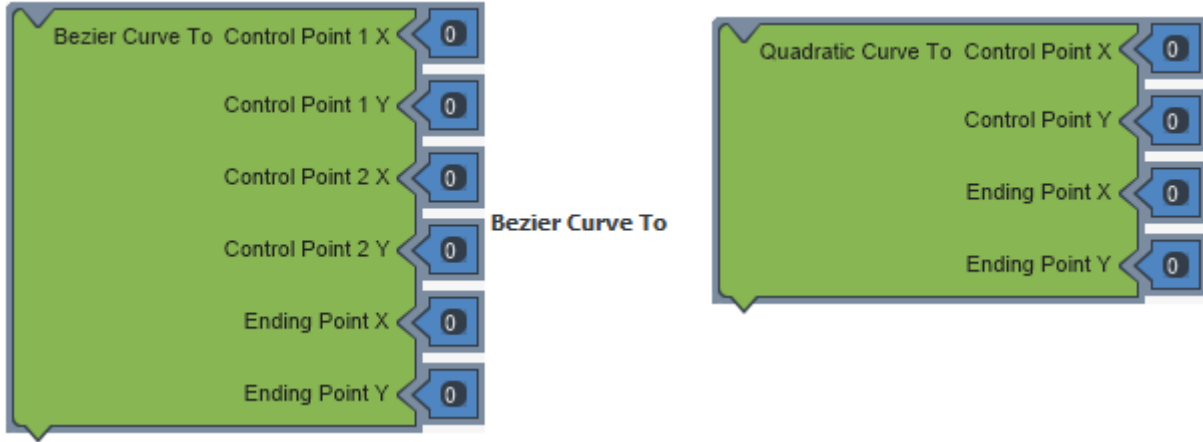 Bezier Curve To Control Point 1 X 0
Control Point 1 Y 0
Control Point 2 X 0
Control Point 2 Y 0
Ending Point X 0
Ending Point Y 0
Bezier Curve To
Quadratic Curve To Control Point X 0
Control Point Y 0
Ending Point X 0
Ending Point Y 0